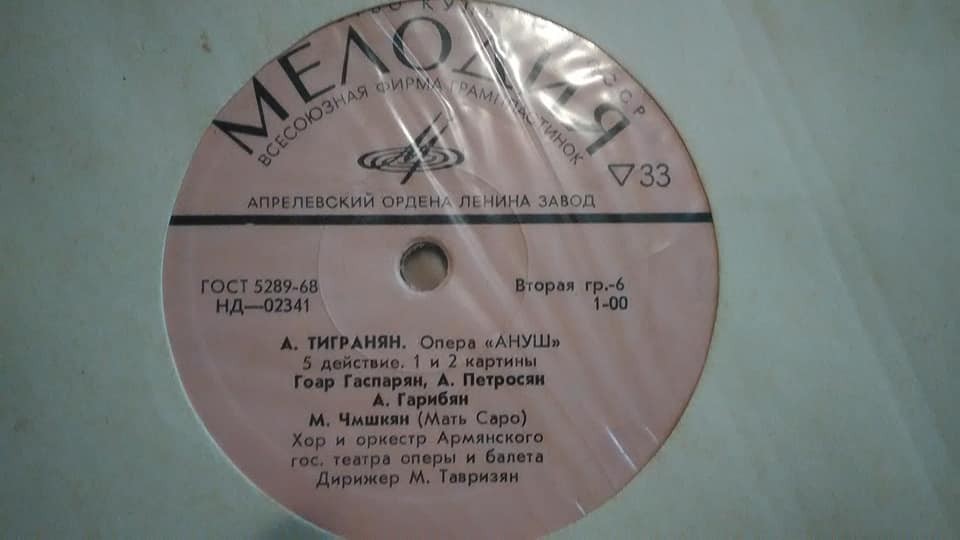 МЕЛОДИЯ
ВСЕСОЮЗНАЯ ФИРМА ГРАМПЛАСТИНОК
▽33
АПРЕЛЕВСКИЙ ОРДЕНА ЛЕНИНА ЗАВОД
ГОСТ 5289-68
НД—02341
Вторая гр.-6
1-00
А. ТИГРАНЯН. Опера «АНУШ»
5 действие. 1 и 2 картины
Гоар Гаспарян, А. Петросян
А. Гарибян
М. Чмшкян (Мать Саро)
Хор и оркестр Армянского
гос. театра оперы и балета
Дирижер М. Тавризян